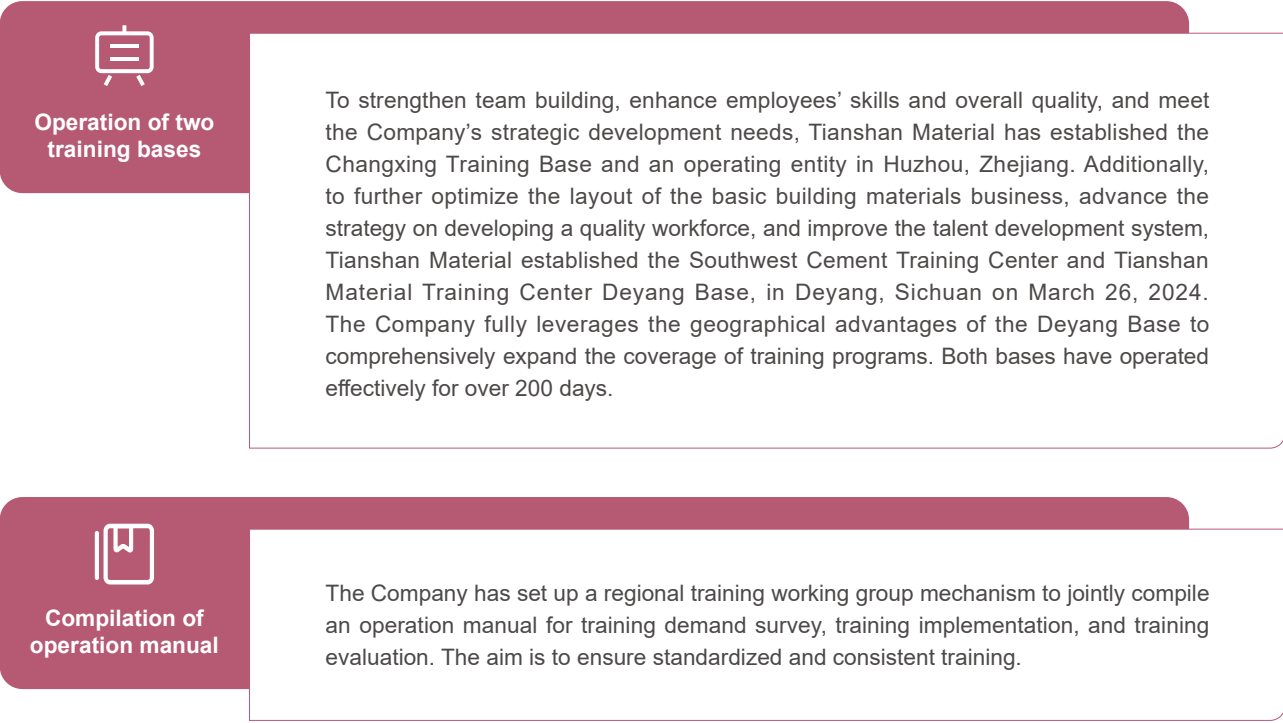 Operation of two
training bases
To strengthen team building, enhance employees’ skills and overall quality, and meet
the Company’s strategic development needs, Tianshan Material has established the
Changxing Training Base and an operating entity in Huzhou, Zhejiang. Additionally,
to further optimize the layout of the basic building materials business, advance the
strategy on developing a quality workforce, and improve the talent development system,
Tianshan Material established the Southwest Cement Training Center and Tianshan
Material Training Center Deyang Base, in Deyang, Sichuan on March 26, 2024.
The Company fully leverages the geographical advantages of the Deyang Base to
comprehensively expand the coverage of training programs. Both bases have operated
effectively for over 200 days.
Compilation of
operation manual
The Company has set up a regional training working group mechanism to jointly compile
an operation manual for training demand survey, training implementation, and training
evaluation. The aim is to ensure standardized and consistent training.